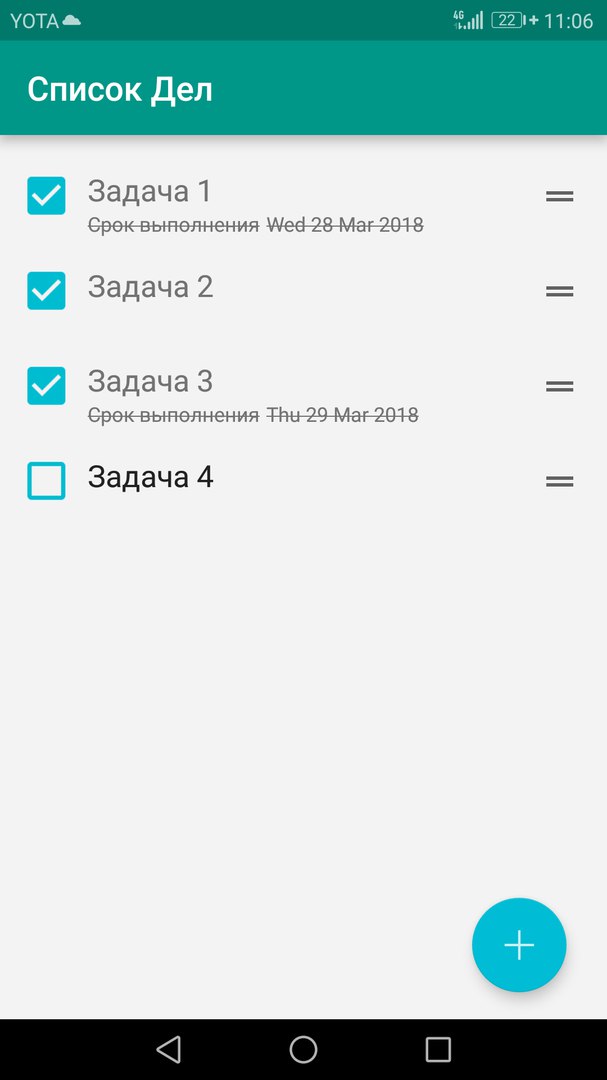 YOTA 4G 22 11:06
Список Дел
Задача 1
Срок выполнения Wed 28 Mar 2018
Задача 2
Задача 3
Срок выполнения Thu 29 Mar 2018
Задача 4